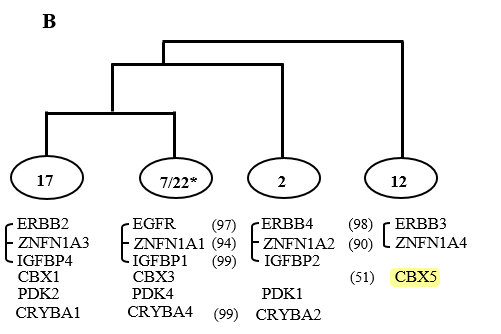 B
17 7/22* 2 12
ERBB2 EGFR (97) ERBB4 (98) ERBB3
ZNFN1A3 ZNFN1A1 (94) ZNFN1A2 (90) ZNFN1A4
IGFBP4 IGFBP1 (99) IGFBP2
CBX1 CBX3 (51) CBX5
PDK2 PDK4 PDK1
CRYBA1 CRYBA4 (99) CRYBA2